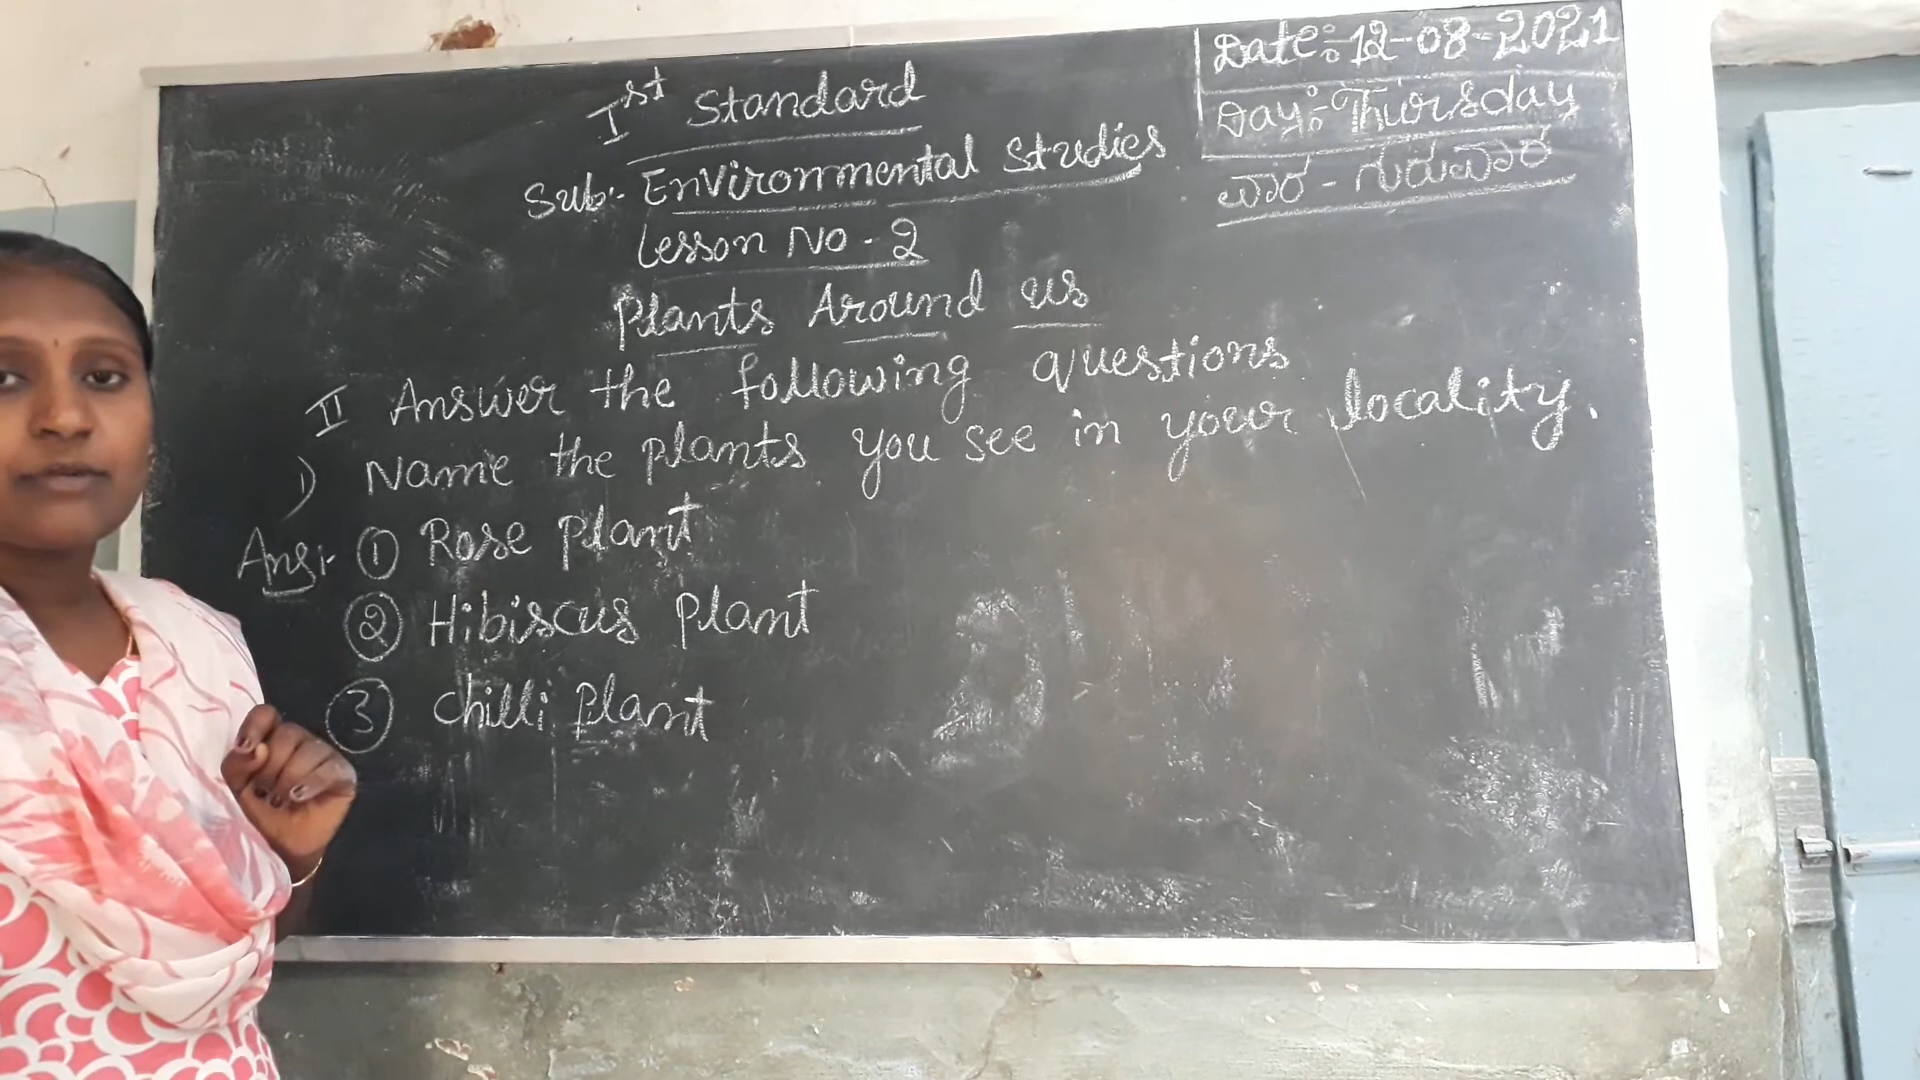 Date:- 12-08-2021
Day:- Thursday
ವಾರ - ಗುರುವಾರ
Ist Standard
Sub:- Environmental Studies
Lesson No - 2
Plants Around us
II Answer the following questions
1) Name the plants you see in your locality.
Ans:- ① Rose plant
② Hibiscus plant
③ chilli plant